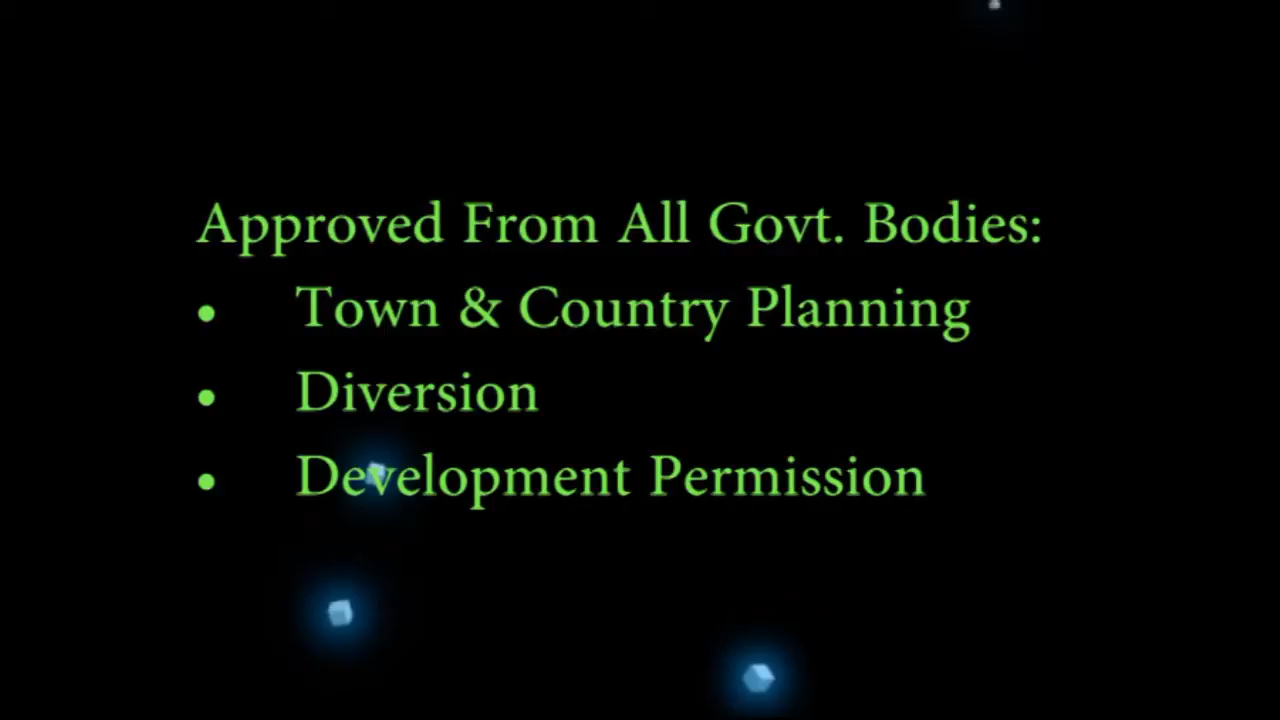 Approved From All Govt. Bodies:
• Town & Country Planning
• Diversion
• Development Permission